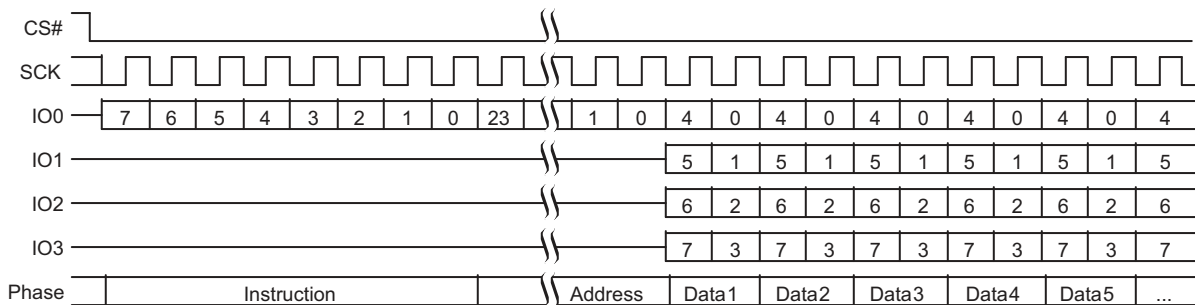 CS#
SCK
IO0 7 6 5 4 3 2 1 0 23 1 0 4 0 4 0 4 0 4 0 4 0 4
IO1 5 1 5 1 5 1 5 1 5 1 5
IO2 6 2 6 2 6 2 6 2 6 2 6
IO3 7 3 7 3 7 3 7 3 7 3 7
Phase Instruction Address Data1 Data2 Data3 Data4 Data5 ...